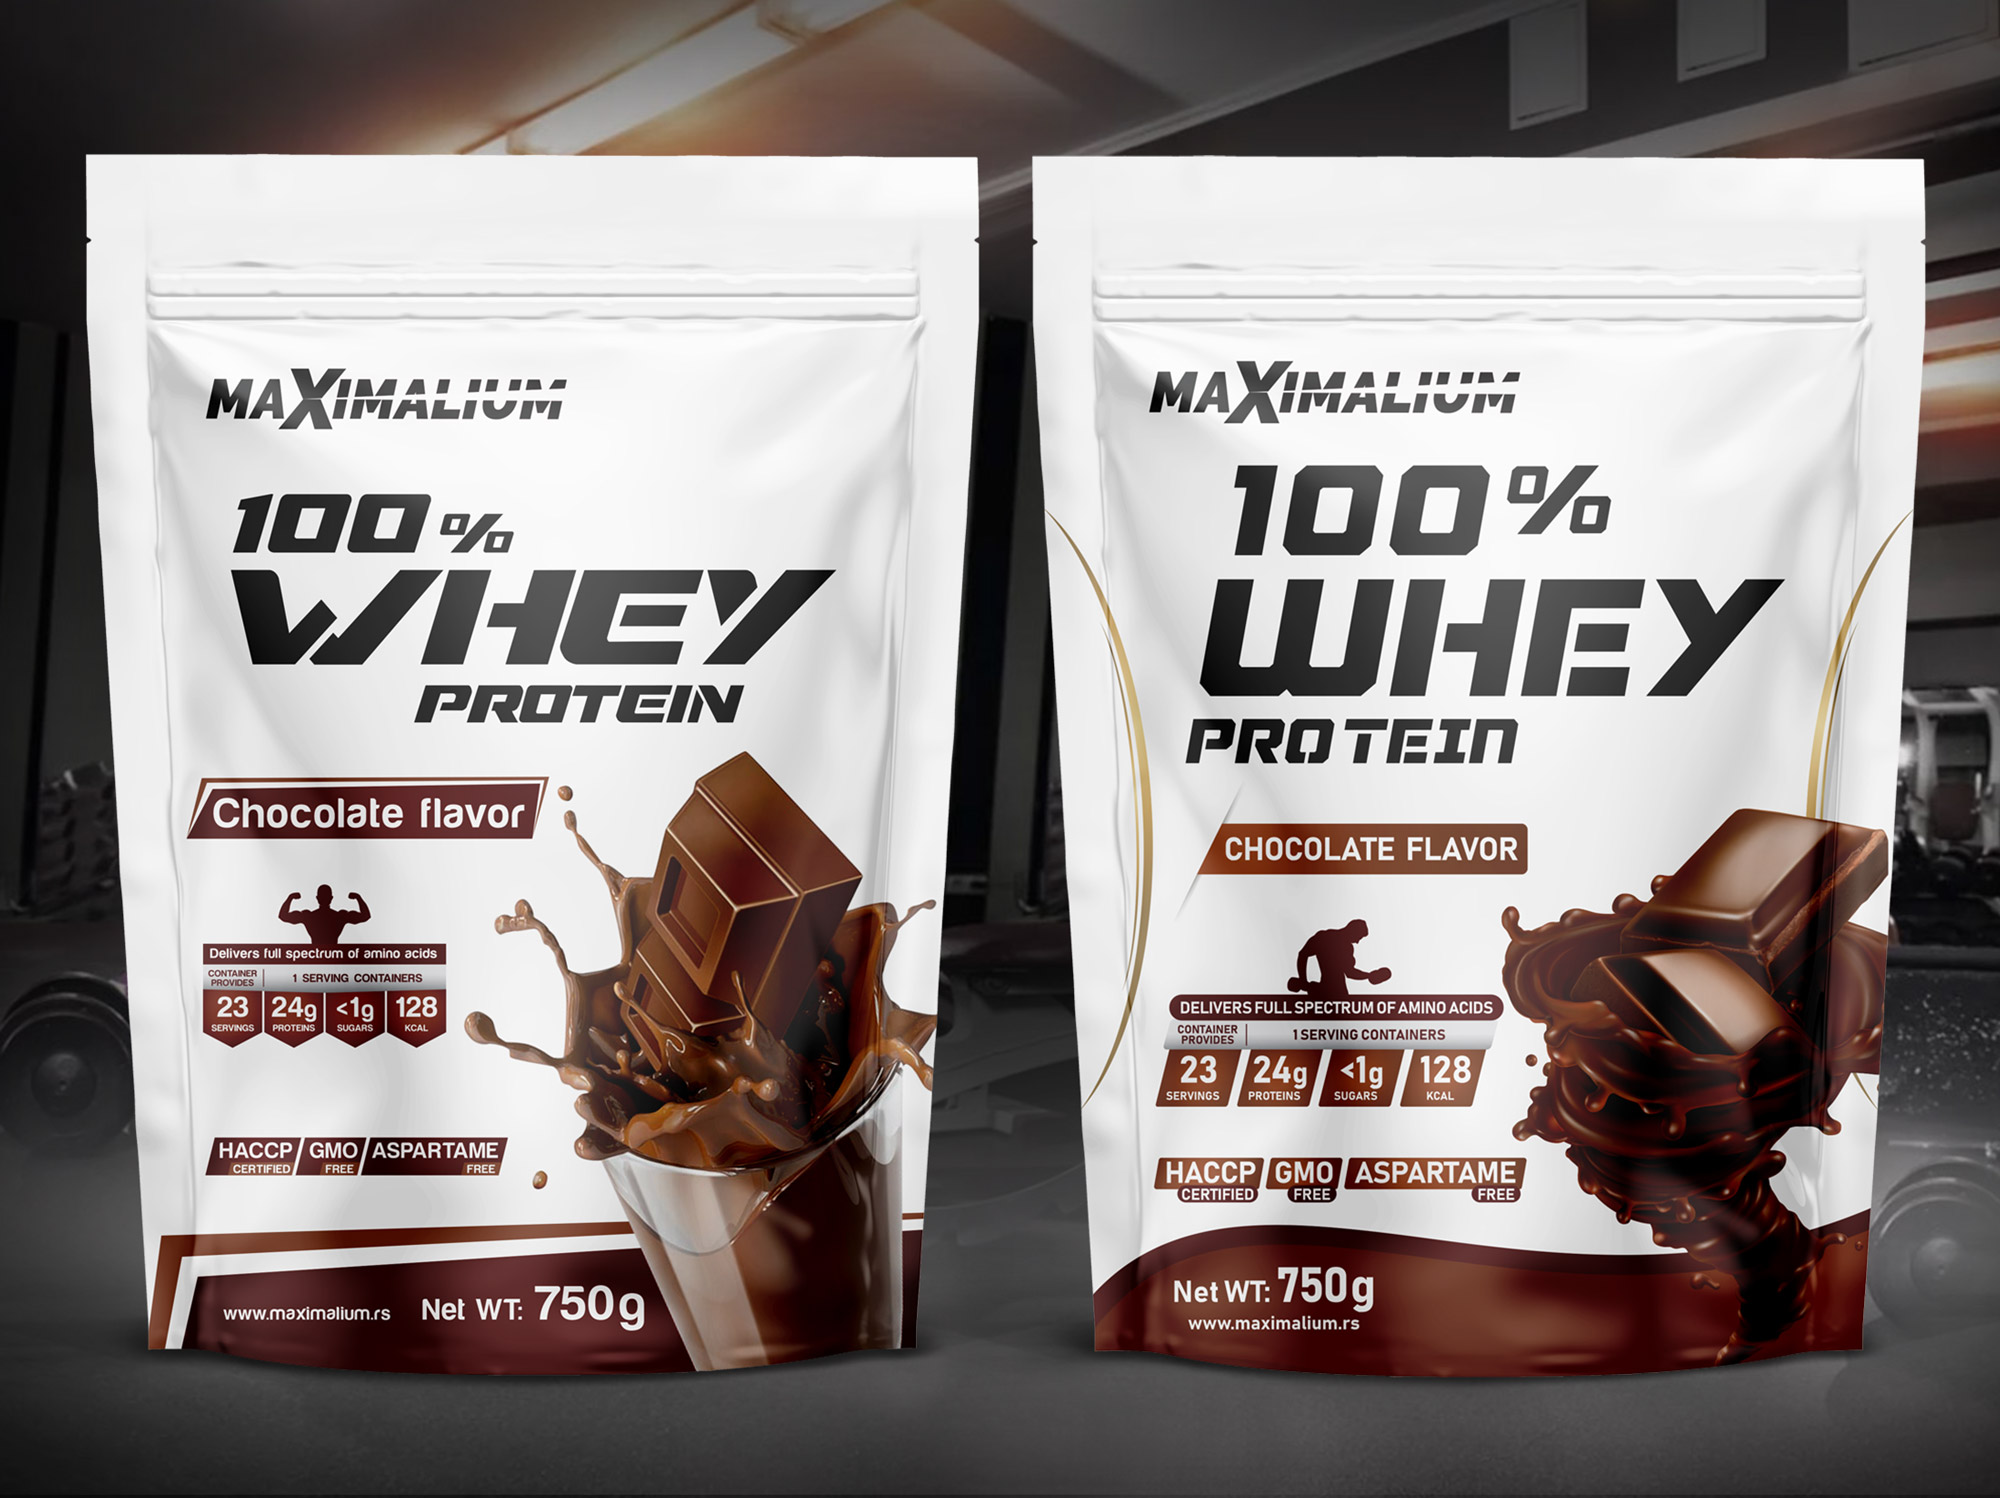 MAXIMALIUM
100%
WHEY
PROTEIN
Chocolate flavor
Delivers full spectrum of amino acids
CONTAINER PROVIDES | 1 SERVING CONTAINERS
23 24g <1g 128
SERVINGS PROTEINS SUGARS KCAL
HACCP GMO ASPARTAME
CERTIFIED FREE FREE
www.maximalium.rs Net WT: 750g
MAXIMALIUM
100%
WHEY
PROTEIN
CHOCOLATE FLAVOR
DELIVERS FULL SPECTRUM OF AMINO ACIDS
CONTAINER PROVIDES | 1 SERVING CONTAINERS
23 24g <1g 128
SERVINGS PROTEINS SUGARS KCAL
HACCP GMO ASPARTAME
CERTIFIED FREE FREE
Net WT: 750g
www.maximalium.rs